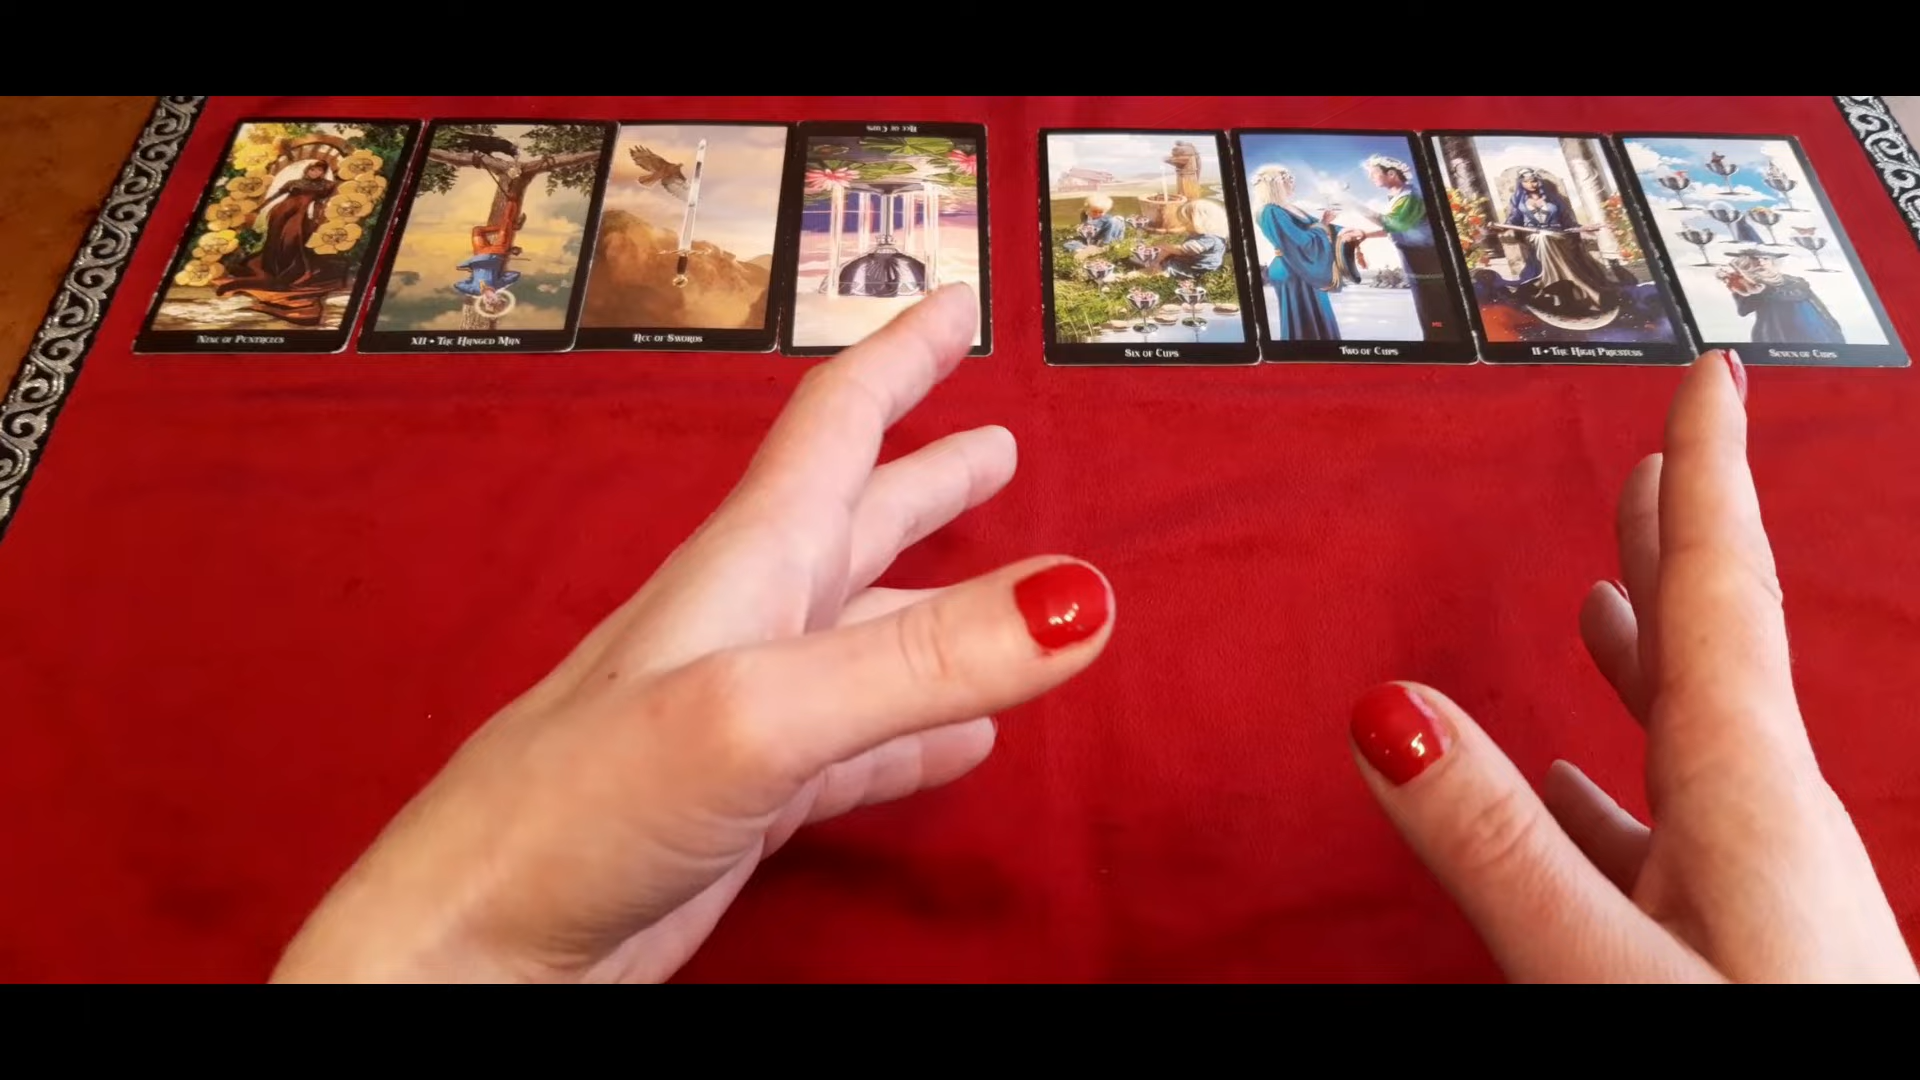 NINE OF PENTACLES
XII • THE HANGED MAN
ACE OF SWORDS
ACE OF CUPS
SIX OF CUPS
TWO OF CUPS
II • THE HIGH PRIESTESS
SEVEN OF CUPS